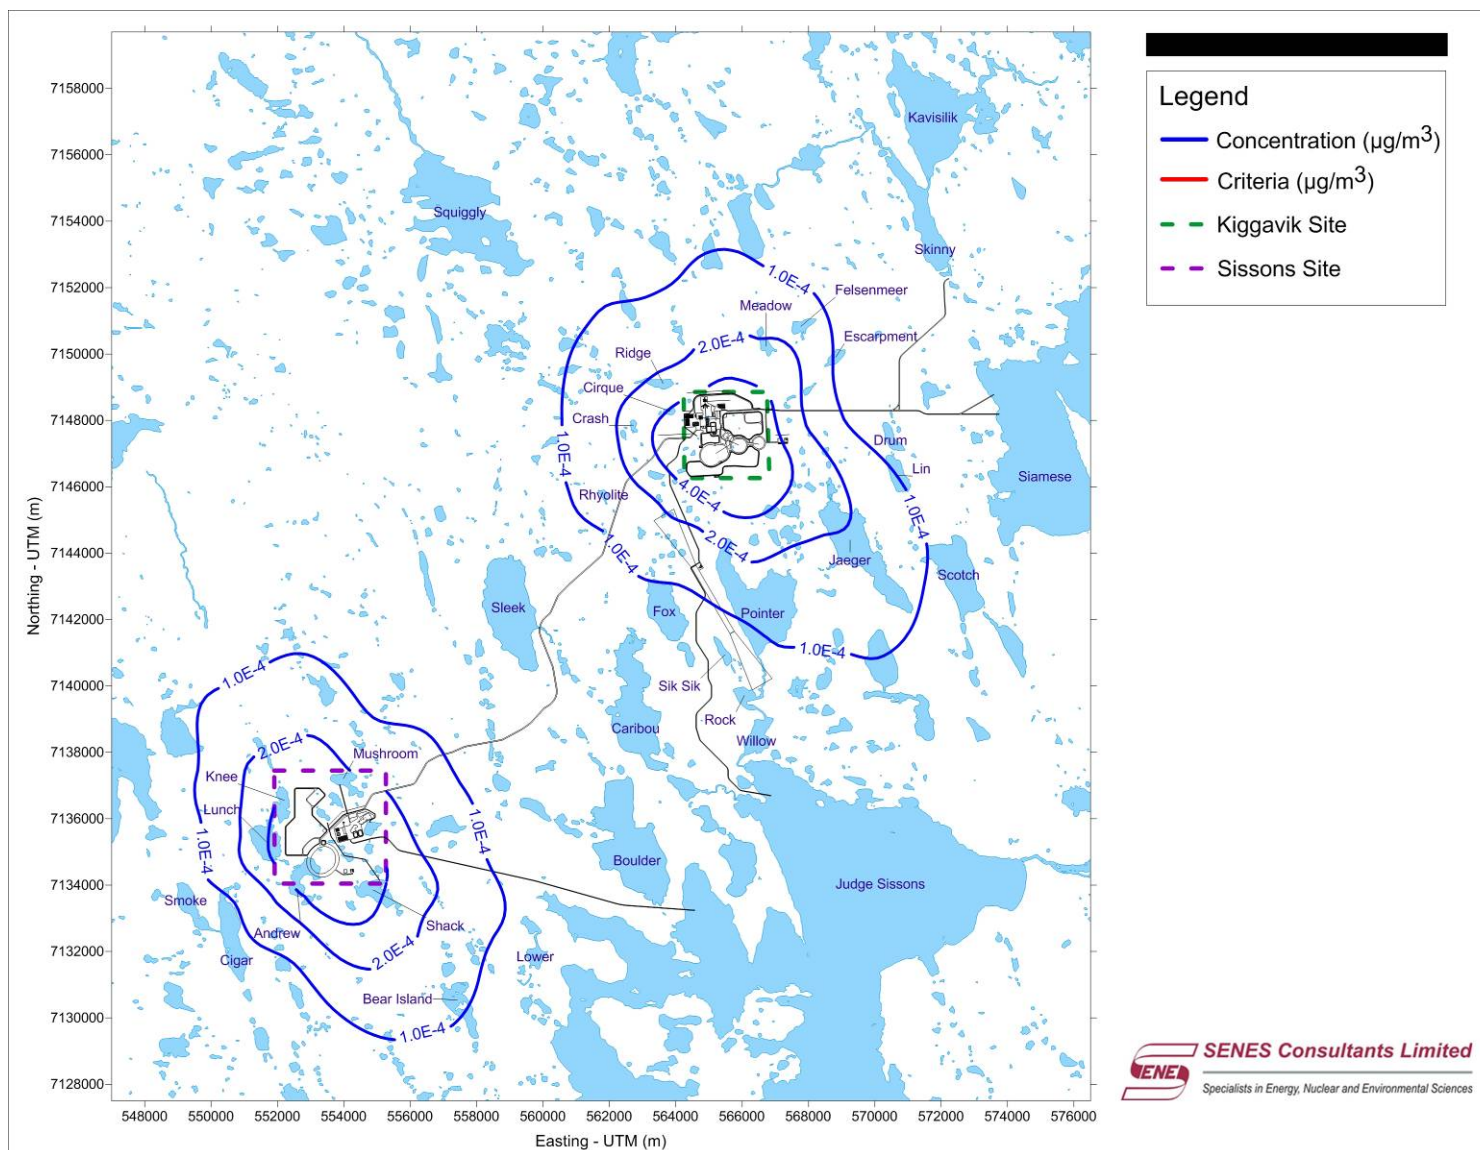 Legend
Concentration (µg/m³)
Criteria (µg/m³)
Kiggavik Site
Sissons Site
7158000
7156000
7154000
7152000
7150000
7148000
7146000
7144000
7142000
7140000
7138000
7136000
7134000
7132000
7130000
7128000
Northing - UTM (m)
Kavisilik
Squiggly
Skinny
1.0E-4
Felsenmeer
Meadow
Escarpment
2.0E-4
Ridge
Cirque
Crash
1.0E-4
Drum
Lin
Siamese
Rhyolite
4.0E-4
1.0E-4
2.0E-4
1.0E-4
Jaeger
Scotch
Sleek
Fox
Pointer
1.0E-4
1.0E-4
Sik Sik
Rock
Caribou
Willow
2.0E-4
Mushroom
Knee
Lunch
1.0E-4
1.0E-4
Boulder
Judge Sissons
Smoke
Shack
Andrew
2.0E-4
Cigar
Lower
Bear Island
1.0E-4
548000 550000 552000 554000 556000 558000 560000 562000 564000 566000 568000 570000 572000 574000 576000
Easting - UTM (m)
SENES
SENES Consultants Limited
Specialists in Energy, Nuclear and Environmental Sciences